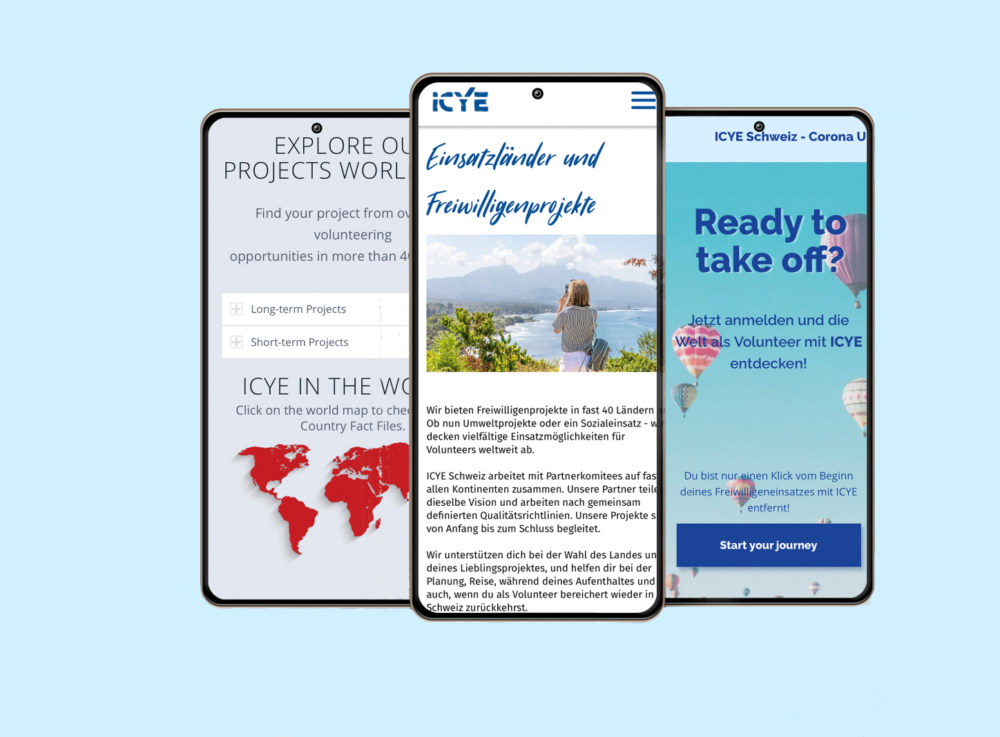 EXPLORE OU
PROJECTS WORL
Find your project from ov
volunteering
opportunities in more than 40
Long-term Projects
Short-term Projects
ICYE IN THE WO
Click on the world map to chec
Country Fact Files.
ICYE
Einsatzländer und
Freiwilligenprojekte
Wir bieten Freiwilligenprojekte in fast 40 Ländern an
Ob nun Umweltprojekte oder ein Sozialeinsatz - wir
decken vielfältige Einsatzmöglichkeiten für
Volunteers weltweit ab.
ICYE Schweiz arbeitet mit Partnerkomitees auf fas
allen Kontinenten zusammen. Unsere Partner teile
dieselbe Vision und arbeiten nach gemeinsam
definierten Qualitätsrichtlinien. Unsere Projekte s
von Anfang bis zum Schluss begleitet.
Wir unterstützen dich bei der Wahl des Landes un
deines Lieblingsprojektes, und helfen dir bei der
Planung, Reise, während deines Aufenthaltes und
auch, wenn du als Volunteer bereichert wieder in
Schweiz zurückkehrst.
ICYE Schweiz - Corona U
Ready to
take off?
Jetzt anmelden und die
Welt als Volunteer mit ICYE
entdecken!
Du bist nur einen Klick vom Beginn
deines Freiwilligeneinsatzes mit ICYE
entfernt!
Start your journey